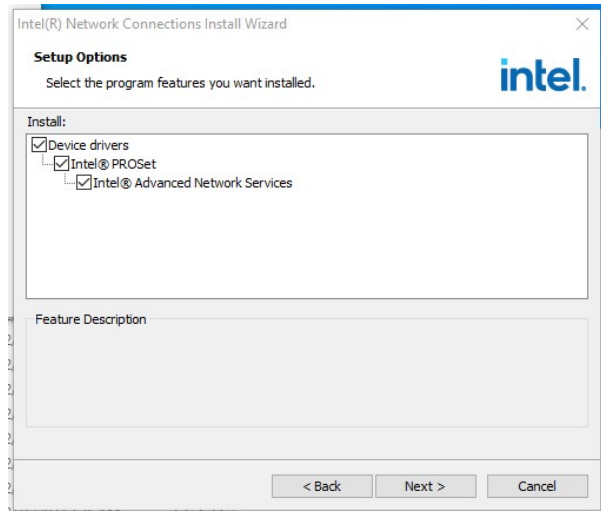 Intel(R) Network Connections Install Wizard
Setup Options
Select the program features you want installed.
intel.
Install:
Device drivers
Intel® PROSet
Intel® Advanced Network Services
Feature Description
< Back
Next >
Cancel